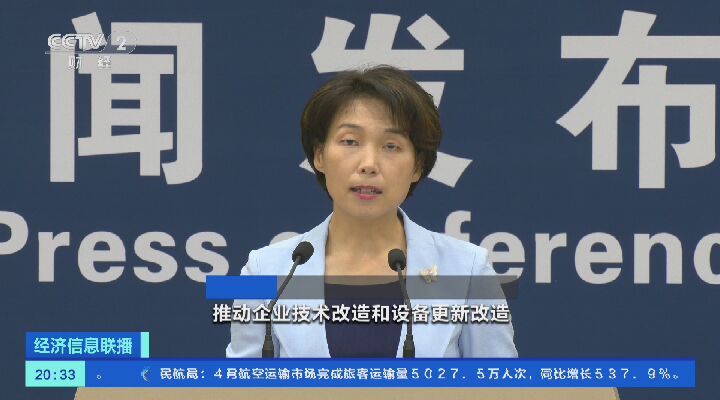 CCTV 2
财经
闻发布
Press Conferenc
推动企业技术改造和设备更新改造
经济信息联播
20:33 。 民航局：4月航空运输市场完成旅客运输量5027.5万人次，同比增长537.9%。